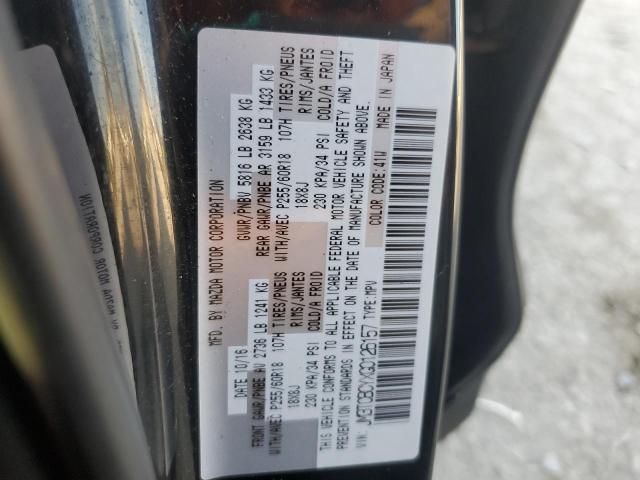 MFD. BY MAZDA MOTOR CORPORATION
DATE: 10/16 GVWR/PNBV 5816 LB 2638 KG
FRONT GAWR/PNBE AV 2736 LB 1241 KG REAR GAWR/PNBE AR 3159 LB 1433 KG
WITH/AVEC P255/60R18 107H TIRES/PNEUS WITH/AVEC P255/60R18 107H TIRES/PNEUS
18X8J RIMS/JANTES 18X8J RIMS/JANTES
230 KPA/34 PSI COLD/A FROID 230 KPA/34 PSI COLD/A FROID
THIS VEHICLE CONFORMS TO ALL APPLICABLE FEDERAL MOTOR VEHICLE SAFETY AND THEFT
PREVENTION STANDARDS IN EFFECT ON THE DATE OF MANUFACTURE SHOWN ABOVE.
JM3TCBCYXG0126157 TYPE:MPV COLOR CODE: 41W MADE IN JAPAN
MAZDA MOTOR CORPORATION